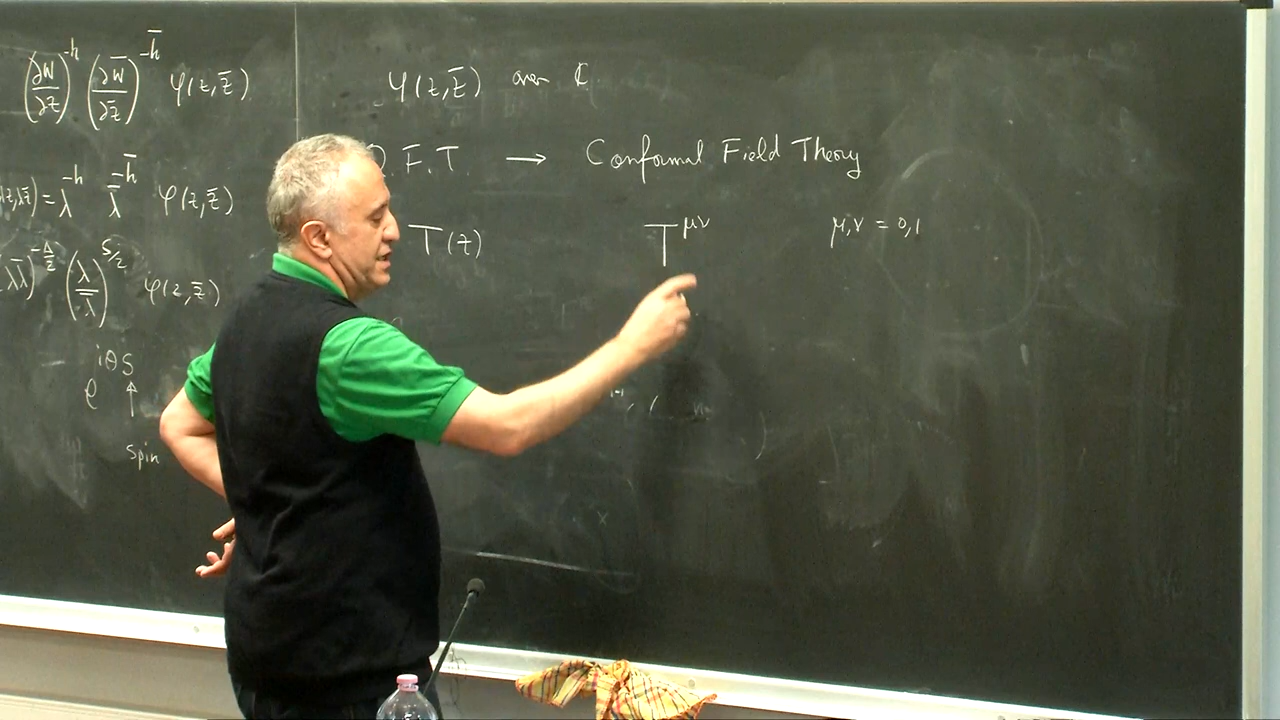 (∂w/∂z)^{-h} (∂w̄/∂z̄)^{-h̄} φ(z,z̄)
z,λ̄z̄) = λ^{-h} λ̄^{-h̄} φ(z,z̄)
(λλ̄)^{-Δ/2} (λ/λ̄)^{S/2} φ(z,z̄)
e^{iθS}
↑
spin
φ(z,z̄) over ℂ
.F.T → Conformal Field Theory
T(z) T^{μν} μ,ν = 0,1